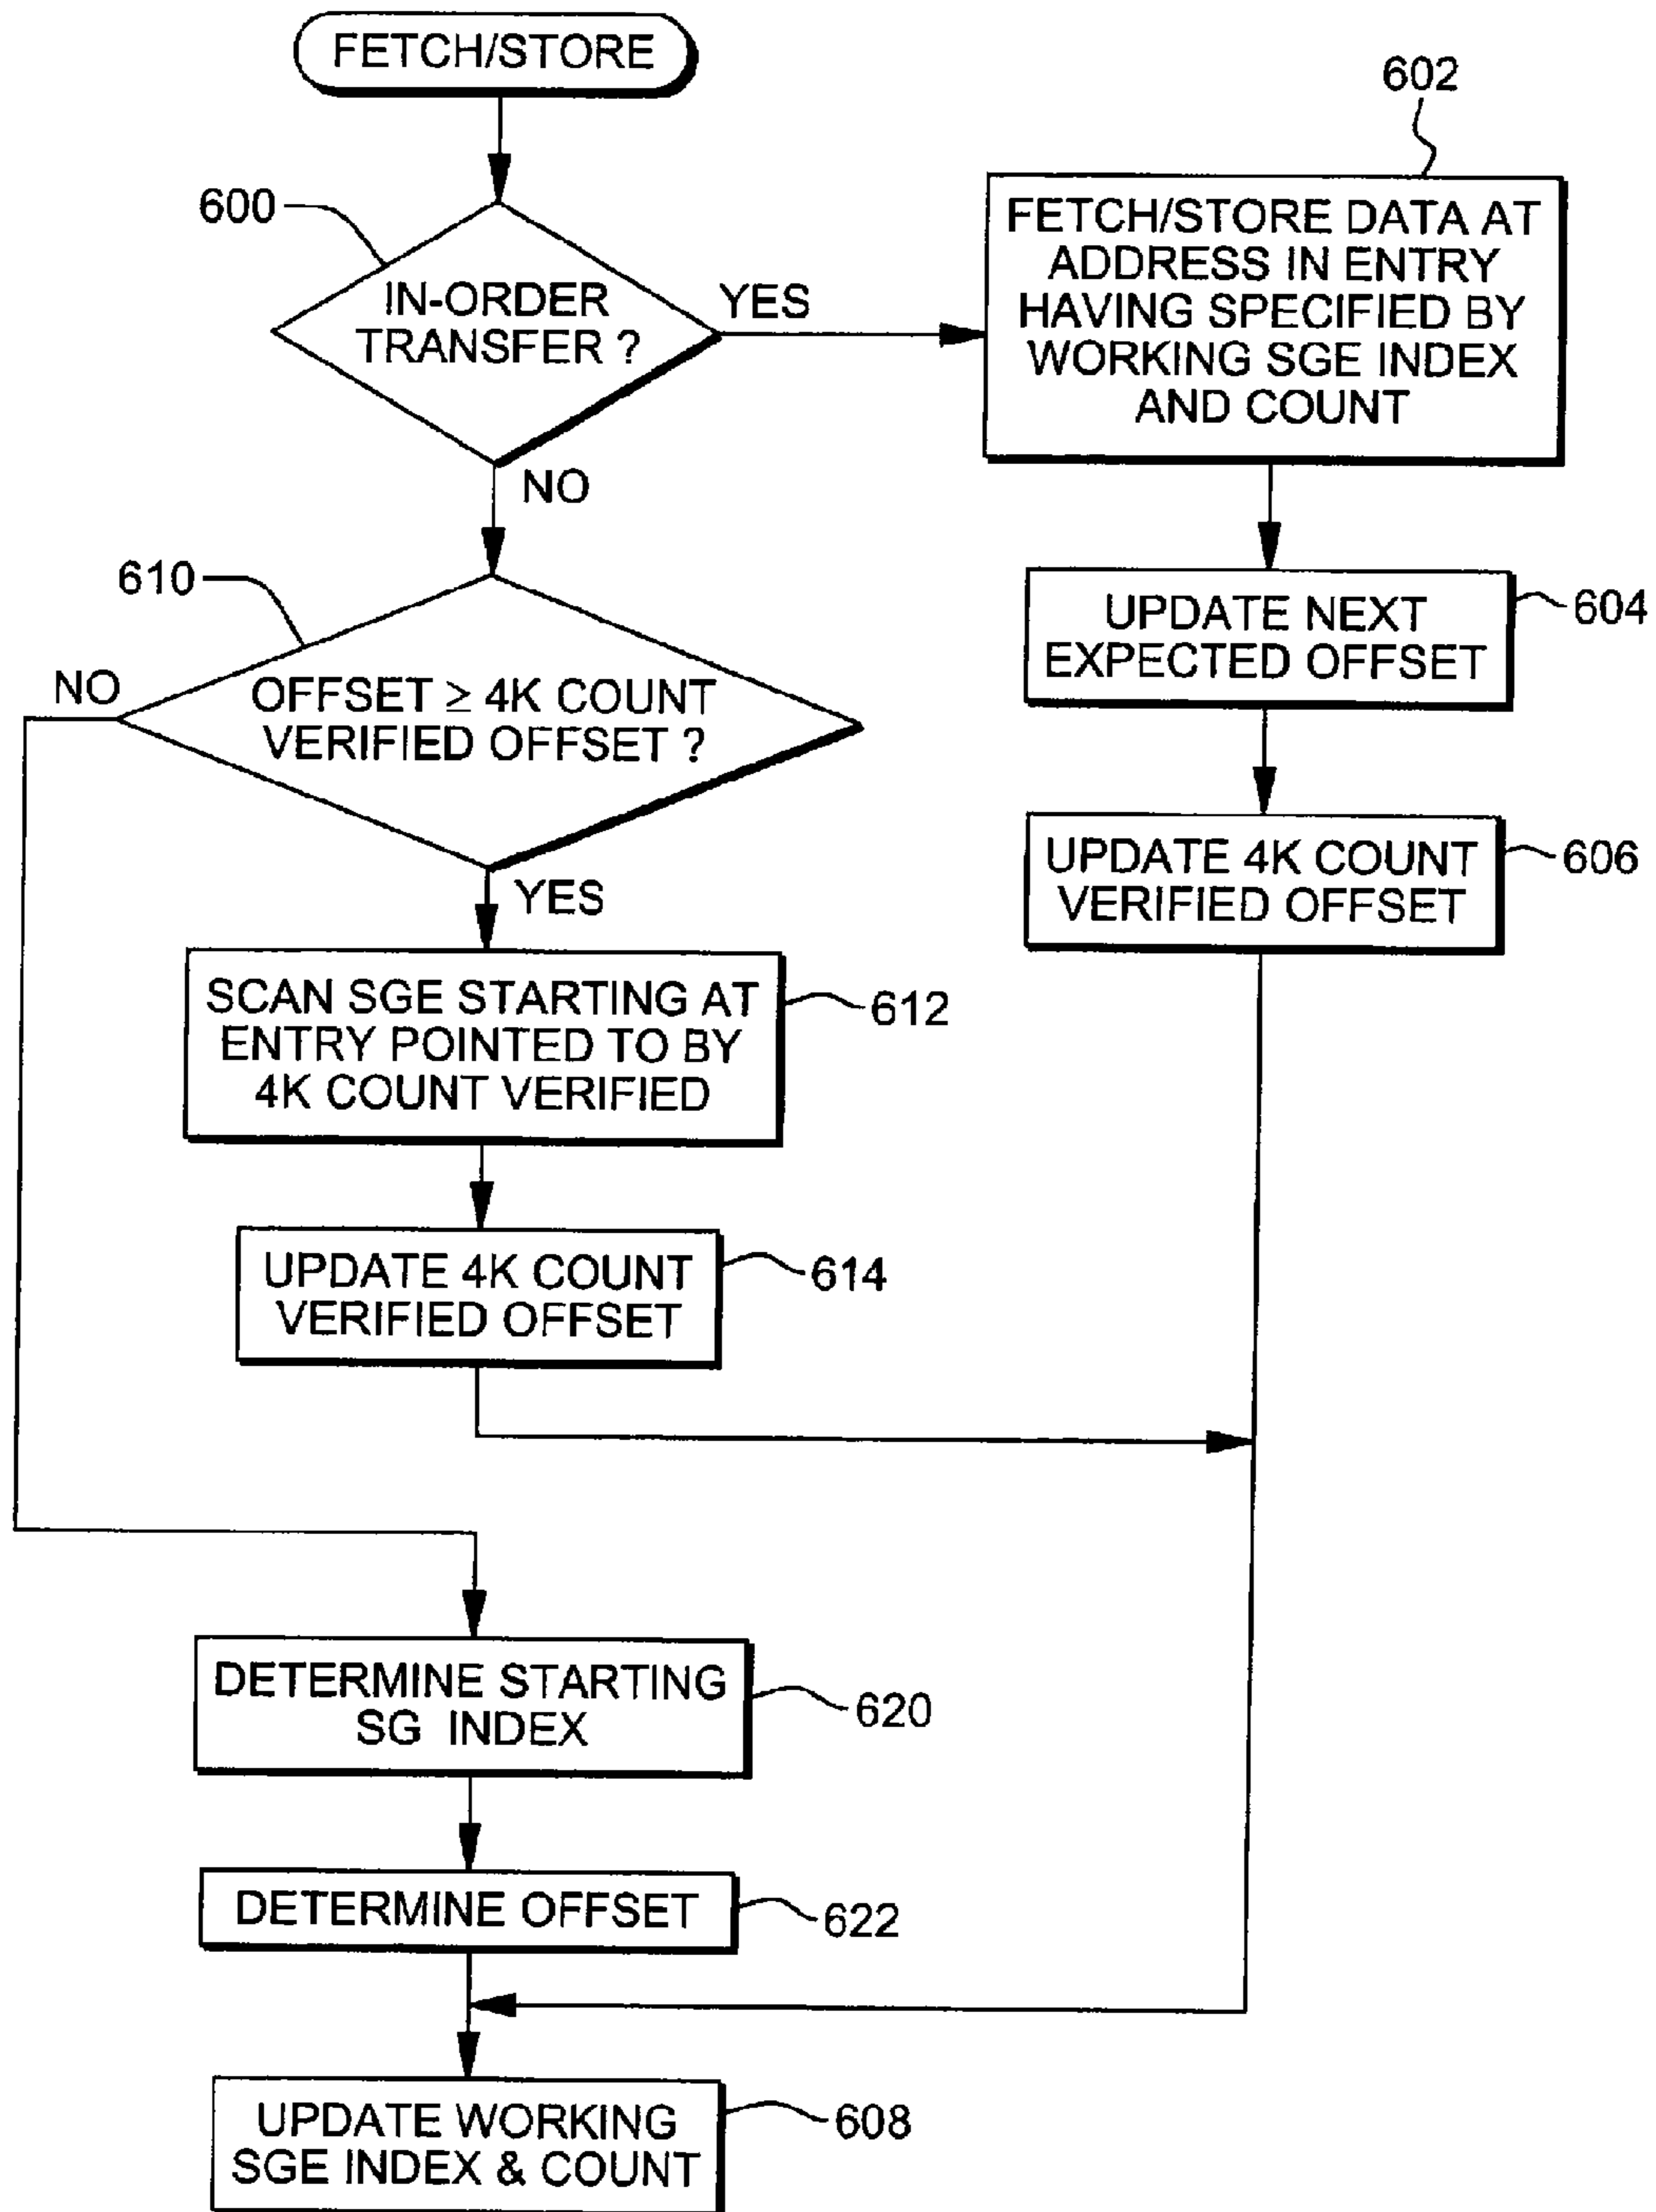 FETCH/STORE
602
600
IN-ORDER
TRANSFER ?
YES
NO
FETCH/STORE DATA AT
ADDRESS IN ENTRY
HAVING SPECIFIED BY
WORKING SGE INDEX
AND COUNT
610
NO
OFFSET ≥ 4K COUNT
VERIFIED OFFSET ?
YES
UPDATE NEXT
EXPECTED OFFSET
604
UPDATE 4K COUNT
VERIFIED OFFSET
606
SCAN SGE STARTING AT
ENTRY POINTED TO BY
4K COUNT VERIFIED
612
UPDATE 4K COUNT
VERIFIED OFFSET
614
DETERMINE STARTING
SG INDEX
620
DETERMINE OFFSET
622
UPDATE WORKING
SGE INDEX & COUNT
608